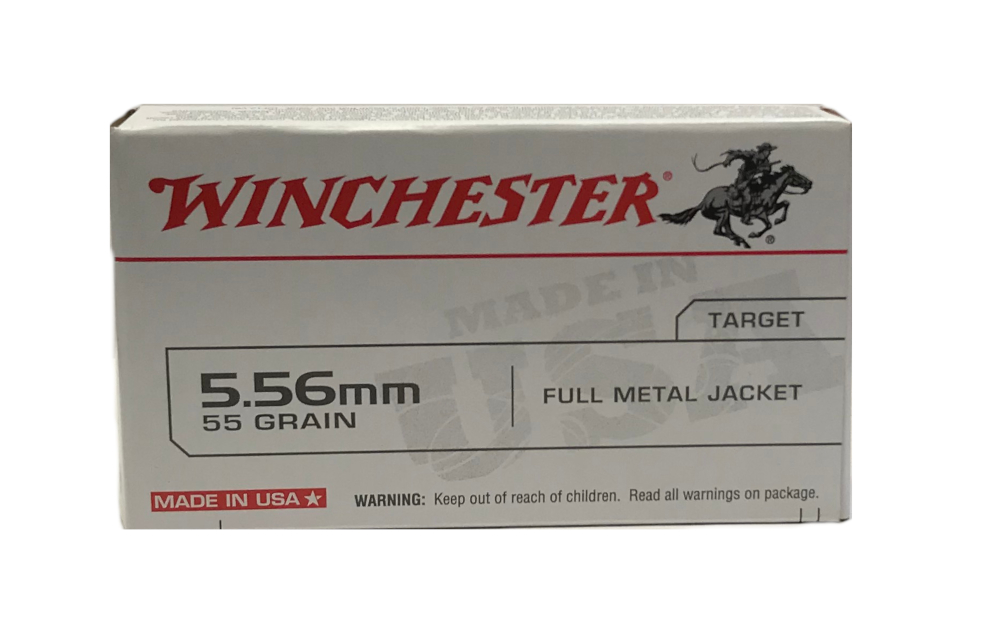 WINCHESTER®
®
MADE IN
USA
TARGET
5.56mm
55 GRAIN
FULL METAL JACKET
MADE IN USA★
WARNING: Keep out of reach of children. Read all warnings on package.